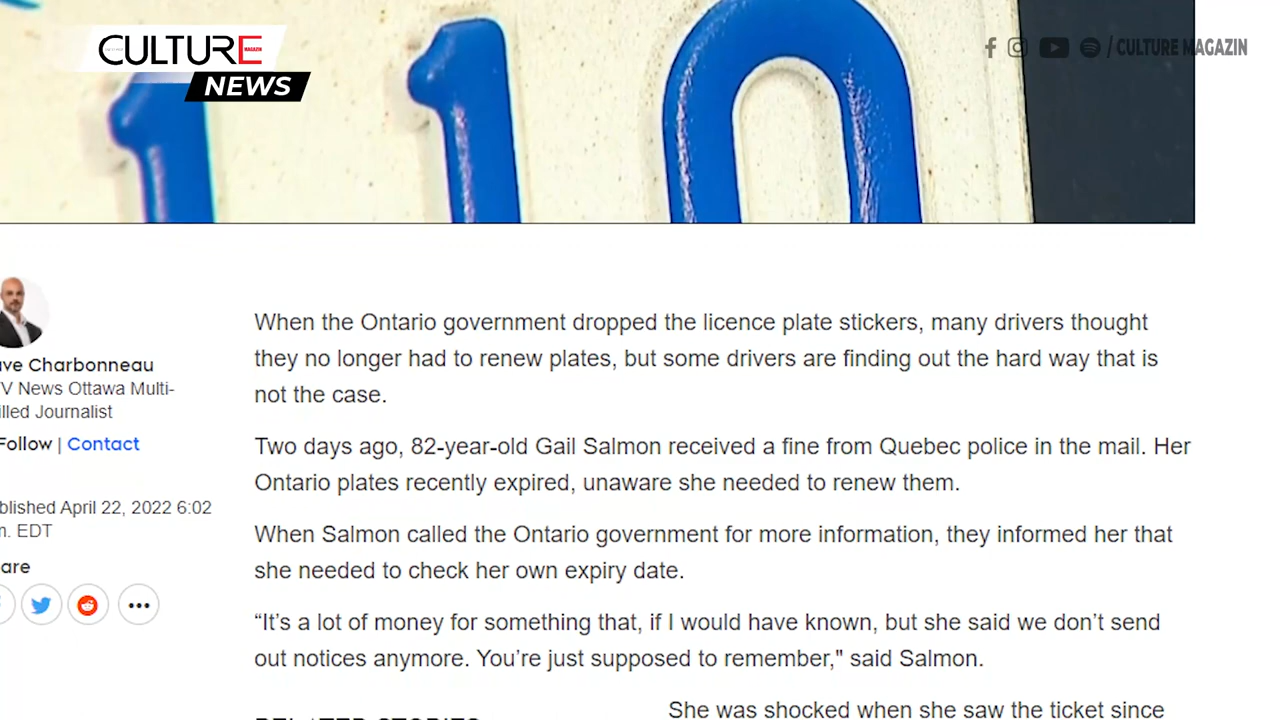 CULTURE
MAGAZIN
NEWS
/ CULTURE MAGAZIN
110
When the Ontario government dropped the licence plate stickers, many drivers thought
they no longer had to renew plates, but some drivers are finding out the hard way that is
not the case.
Two days ago, 82-year-old Gail Salmon received a fine from Quebec police in the mail. Her
Ontario plates recently expired, unaware she needed to renew them.
When Salmon called the Ontario government for more information, they informed her that
she needed to check her own expiry date.
“It’s a lot of money for something that, if I would have known, but she said we don’t send
out notices anymore. You’re just supposed to remember," said Salmon.
She was shocked when she saw the ticket since
RELATED STORIES
ve Charbonneau
V News Ottawa Multi-
lled Journalist
Follow | Contact
blished April 22, 2022 6:02
m. EDT
are